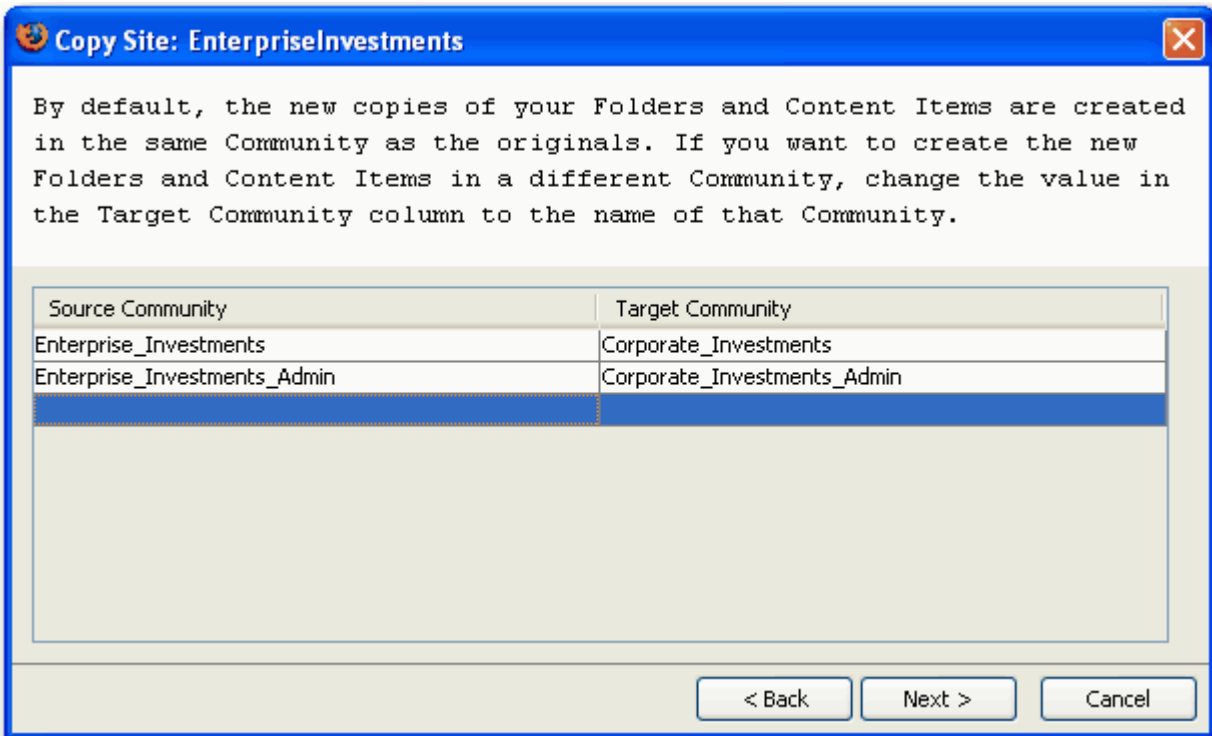 Copy Site: EnterpriseInvestments
By default, the new copies of your Folders and Content Items are created
in the same Community as the originals. If you want to create the new
Folders and Content Items in a different Community, change the value in
the Target Community column to the name of that Community.
Source Community Target Community
Enterprise_Investments Corporate_Investments
Enterprise_Investments_Admin Corporate_Investments_Admin
< Back Next > Cancel